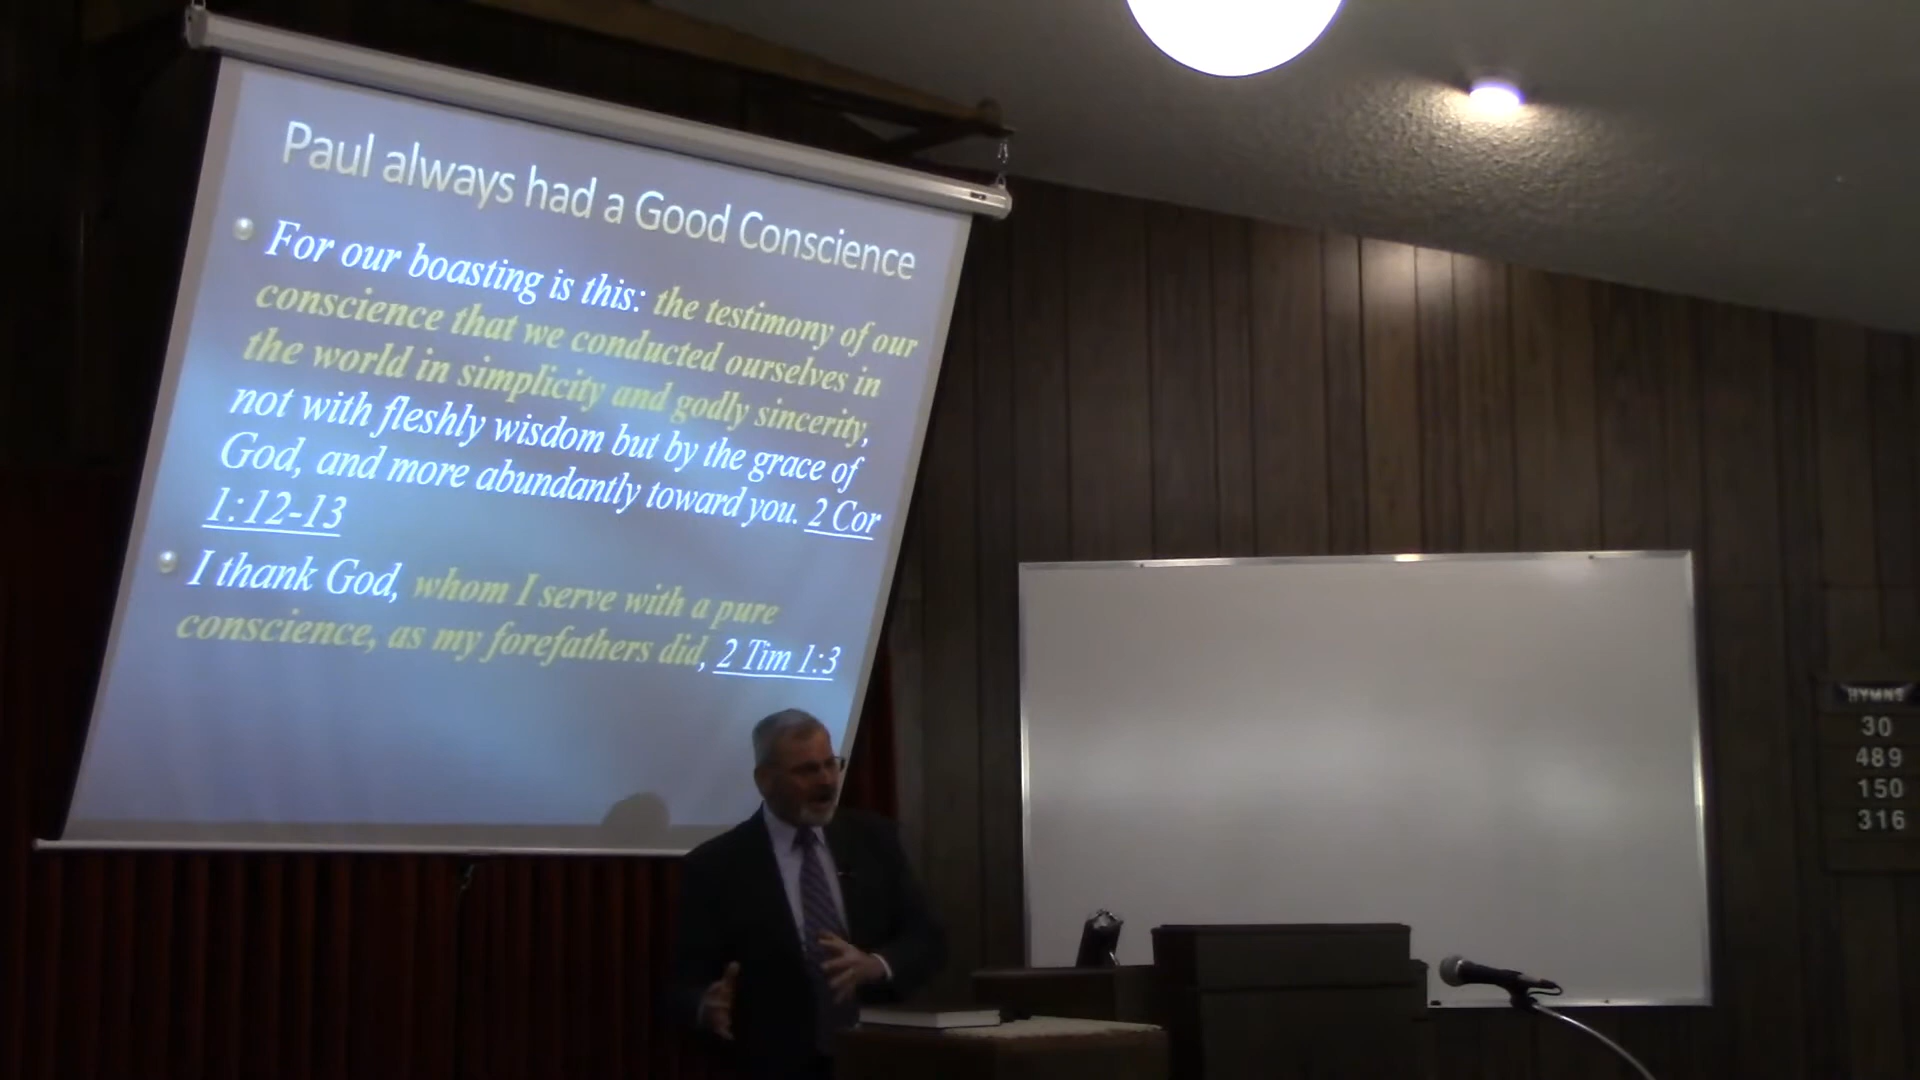 Paul always had a Good Conscience
For our boasting is this: the testimony of our
conscience that we conducted ourselves in
the world in simplicity and godly sincerity,
not with fleshly wisdom but by the grace of
God, and more abundantly toward you. 2 Cor
1:12-13
I thank God, whom I serve with a pure
conscience, as my forefathers did, 2 Tim 1:3
HYMNS
30
489
150
316